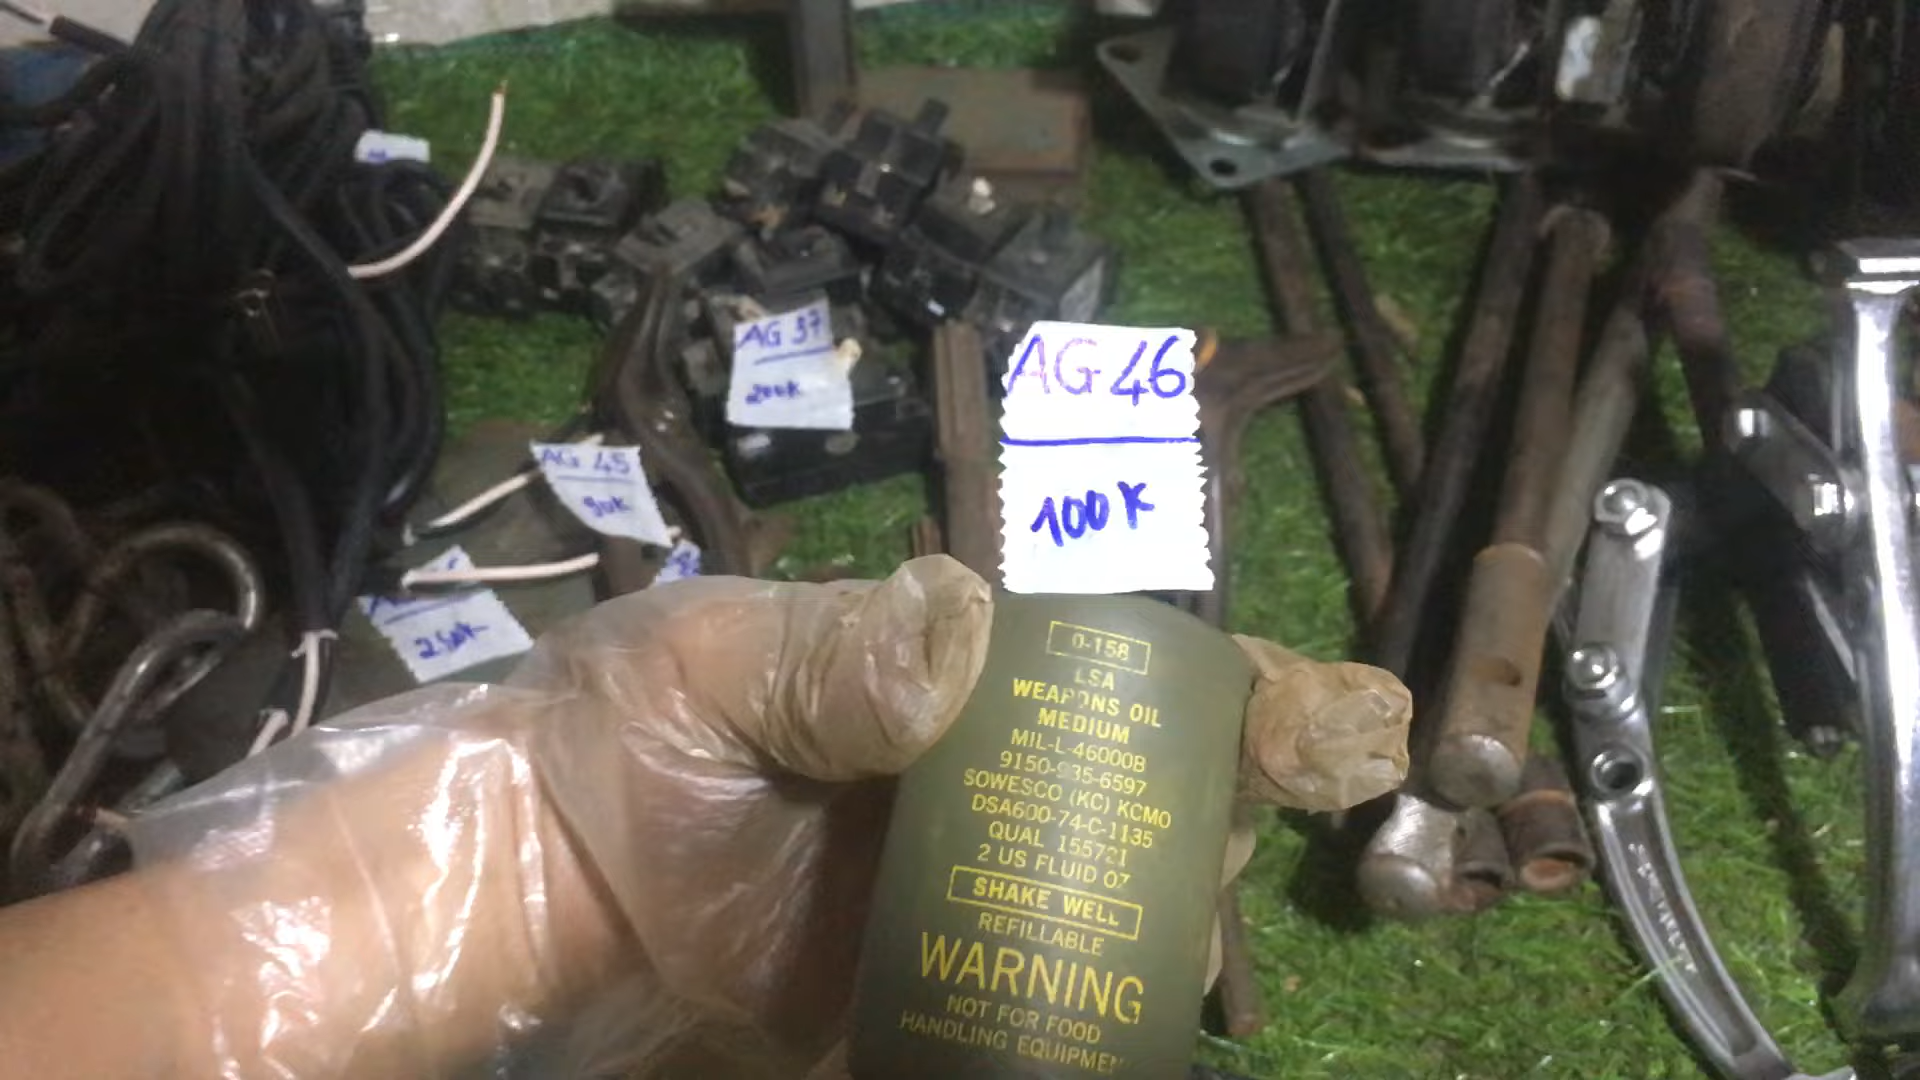 AG 37
200K
AG 46
100K
AG 45
90K
250K
0-158
LSA
WEAPONS OIL
MEDIUM
MIL-L-46000B
9150-935-6597
SOWESCO (KC) KCMO
DSA600-74-C-1135
QUAL 155721
2 US FLUID OZ
SHAKE WELL
REFILLABLE
WARNING
NOT FOR FOOD
HANDLING EQUIPMEN